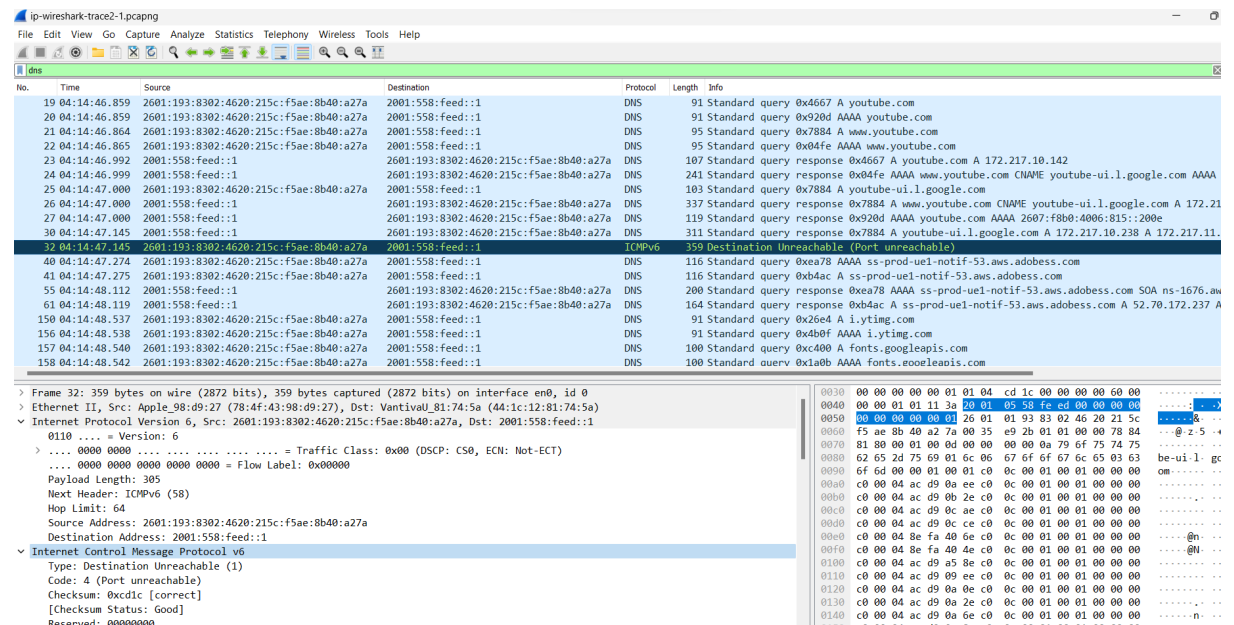 ip-wireshark-trace2-1.pcapng
File Edit View Go Capture Analyze Statistics Telephony Wireless Tools Help
dns
No. Time Source Destination Protocol Length Info
19 04:14:46.859 2601:193:8302:4620:215c:f5ae:8b40:a27a 2001:558:feed::1 DNS 91 Standard query 0x4667 A youtube.com
20 04:14:46.859 2601:193:8302:4620:215c:f5ae:8b40:a27a 2001:558:feed::1 DNS 91 Standard query 0x920d AAAA youtube.com
21 04:14:46.864 2601:193:8302:4620:215c:f5ae:8b40:a27a 2001:558:feed::1 DNS 95 Standard query 0x7884 A www.youtube.com
22 04:14:46.865 2601:193:8302:4620:215c:f5ae:8b40:a27a 2001:558:feed::1 DNS 95 Standard query 0x04fe AAAA www.youtube.com
23 04:14:46.992 2001:558:feed::1 2601:193:8302:4620:215c:f5ae:8b40:a27a DNS 107 Standard query response 0x4667 A youtube.com A 172.217.10.142
24 04:14:46.999 2001:558:feed::1 2601:193:8302:4620:215c:f5ae:8b40:a27a DNS 241 Standard query response 0x04fe AAAA www.youtube.com CNAME youtube-ui.l.google.com AAAA
25 04:14:47.000 2601:193:8302:4620:215c:f5ae:8b40:a27a 2001:558:feed::1 DNS 103 Standard query 0x7884 A youtube-ui.l.google.com
26 04:14:47.000 2001:558:feed::1 2601:193:8302:4620:215c:f5ae:8b40:a27a DNS 337 Standard query response 0x7884 A www.youtube.com CNAME youtube-ui.l.google.com A 172.21
27 04:14:47.000 2001:558:feed::1 2601:193:8302:4620:215c:f5ae:8b40:a27a DNS 119 Standard query response 0x920d AAAA youtube.com AAAA 2607:f8b0:4006:815::200e
30 04:14:47.145 2001:558:feed::1 2601:193:8302:4620:215c:f5ae:8b40:a27a DNS 311 Standard query response 0x7884 A youtube-ui.l.google.com A 172.217.10.238 A 172.217.11.
32 04:14:47.145 2601:193:8302:4620:215c:f5ae:8b40:a27a 2001:558:feed::1 ICMPv6 359 Destination Unreachable (Port unreachable)
40 04:14:47.274 2601:193:8302:4620:215c:f5ae:8b40:a27a 2001:558:feed::1 DNS 116 Standard query 0xea78 AAAA ss-prod-ue1-notif-53.aws.adobess.com
41 04:14:47.275 2601:193:8302:4620:215c:f5ae:8b40:a27a 2001:558:feed::1 DNS 116 Standard query 0xb4ac A ss-prod-ue1-notif-53.aws.adobess.com
55 04:14:48.112 2001:558:feed::1 2601:193:8302:4620:215c:f5ae:8b40:a27a DNS 200 Standard query response 0xea78 AAAA ss-prod-ue1-notif-53.aws.adobess.com SOA ns-1676.aw
61 04:14:48.119 2001:558:feed::1 2601:193:8302:4620:215c:f5ae:8b40:a27a DNS 164 Standard query response 0xb4ac A ss-prod-ue1-notif-53.aws.adobess.com A 52.70.172.237 A
150 04:14:48.537 2601:193:8302:4620:215c:f5ae:8b40:a27a 2001:558:feed::1 DNS 91 Standard query 0x26e4 A i.ytimg.com
156 04:14:48.538 2601:193:8302:4620:215c:f5ae:8b40:a27a 2001:558:feed::1 DNS 91 Standard query 0x4b0f AAAA i.ytimg.com
157 04:14:48.540 2601:193:8302:4620:215c:f5ae:8b40:a27a 2001:558:feed::1 DNS 100 Standard query 0xc400 A fonts.googleapis.com
158 04:14:48.542 2601:193:8302:4620:215c:f5ae:8b40:a27a 2001:558:feed::1 DNS 100 Standard query 0x1a0b AAAA fonts.googleapis.com
Frame 32: 359 bytes on wire (2872 bits), 359 bytes captured (2872 bits) on interface en0, id 0
Ethernet II, Src: Apple_98:d9:27 (78:4f:43:98:d9:27), Dst: VantivaU_81:74:5a (44:1c:12:81:74:5a)
Internet Protocol Version 6, Src: 2601:193:8302:4620:215c:f5ae:8b40:a27a, Dst: 2001:558:feed::1
0110 .... = Version: 6
.... 0000 0000 .... .... .... .... .... = Traffic Class: 0x00 (DSCP: CS0, ECN: Not-ECT)
.... 0000 0000 0000 0000 0000 = Flow Label: 0x00000
Payload Length: 305
Next Header: ICMPv6 (58)
Hop Limit: 64
Source Address: 2601:193:8302:4620:215c:f5ae:8b40:a27a
Destination Address: 2001:558:feed::1
Internet Control Message Protocol v6
Type: Destination Unreachable (1)
Code: 4 (Port unreachable)
Checksum: 0xcd1c [correct]
[Checksum Status: Good]
Reserved: 00000000
0030 00 00 00 00 00 01 01 04 cd 1c 00 00 00 00 60 00
0040 00 00 01 01 11 3a 20 01 05 58 fe ed 00 00 00 00
0050 00 00 00 00 00 01 26 01 01 93 83 02 46 20 21 5c
0060 f5 ae 8b 40 a2 7a 00 35 e9 2b 01 01 00 00 78 84
0070 81 80 00 01 00 0d 00 00 00 00 0a 79 6f 75 74 75
0080 62 65 2d 75 69 01 6c 06 67 6f 6f 67 6c 65 03 63 be-ui·l· go
0090 6f 6d 00 00 01 00 01 c0 0c 00 01 00 01 00 00 00 om
00a0 c0 00 04 ac d9 0a ee c0 0c 00 01 00 01 00 00 00
00b0 c0 00 04 ac d9 0b 2e c0 0c 00 01 00 01 00 00 00
00c0 c0 00 04 ac d9 0c ae c0 0c 00 01 00 01 00 00 00
00d0 c0 00 04 ac d9 0c ce c0 0c 00 01 00 01 00 00 00
00e0 c0 00 04 8e fa 40 6e c0 0c 00 01 00 01 00 00 00 @n
00f0 c0 00 04 8e fa 40 4e c0 0c 00 01 00 01 00 00 00 @N
0100 c0 00 04 ac d9 a5 8e c0 0c 00 01 00 01 00 00 00
0110 c0 00 04 ac d9 09 ee c0 0c 00 01 00 01 00 00 00
0120 c0 00 04 ac d9 0a 0e c0 0c 00 01 00 01 00 00 00
0130 c0 00 04 ac d9 0a 2e c0 0c 00 01 00 01 00 00 00
0140 c0 00 04 ac d9 0a 6e c0 0c 00 01 00 01 00 00 00 n